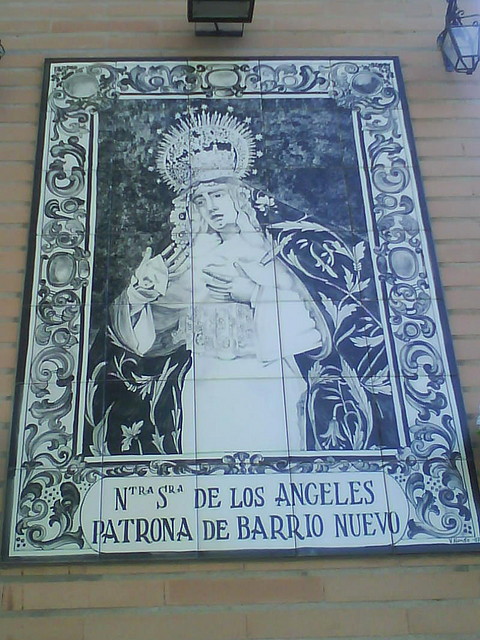 Nᵀᴿᴬ Sᴿᴬ DE LOS ANGELES
PATRONA DE BARRIO NUEVO